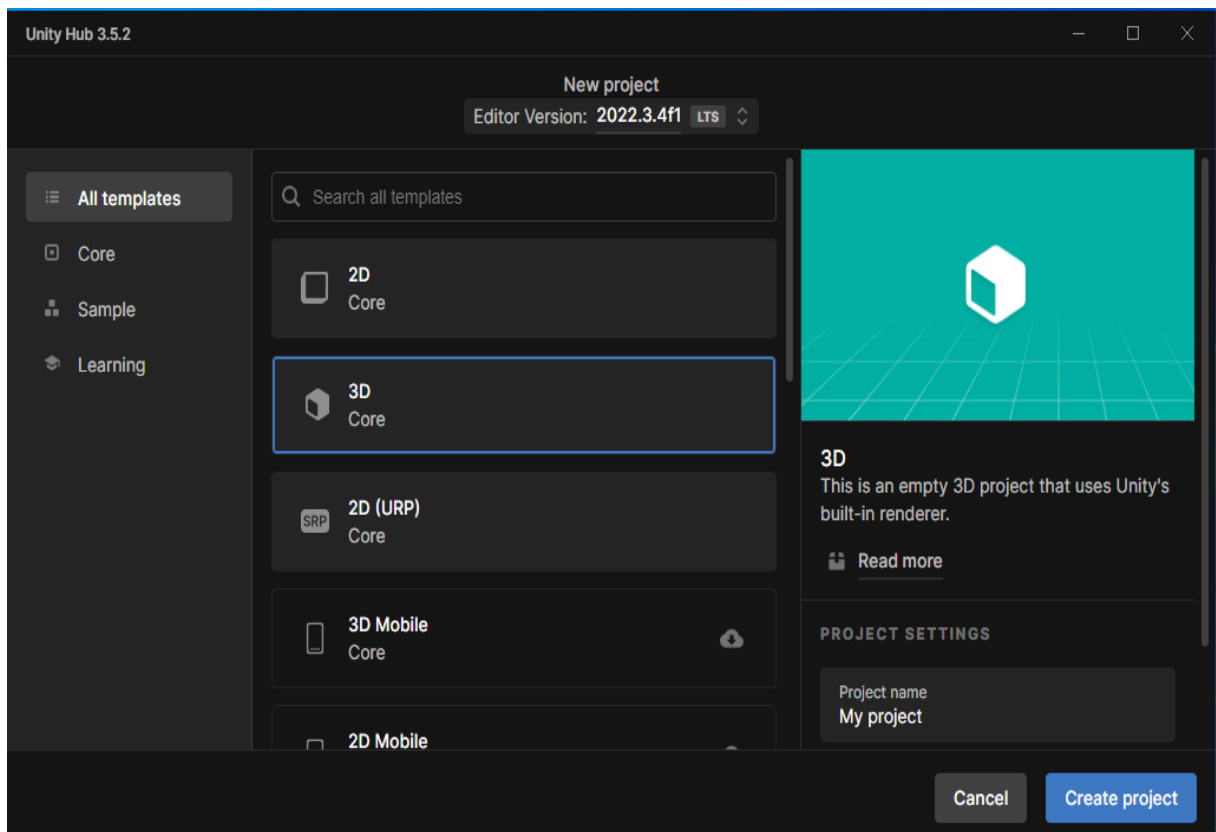 Unity Hub 3.5.2
New project
Editor Version: 2022.3.4f1 LTS
All templates
Core
Sample
Learning
Search all templates
2D
Core
3D
Core
2D (URP)
SRP
Core
3D Mobile
Core
2D Mobile
3D
This is an empty 3D project that uses Unity's
built-in renderer.
Read more
PROJECT SETTINGS
Project name
My project
Cancel
Create project